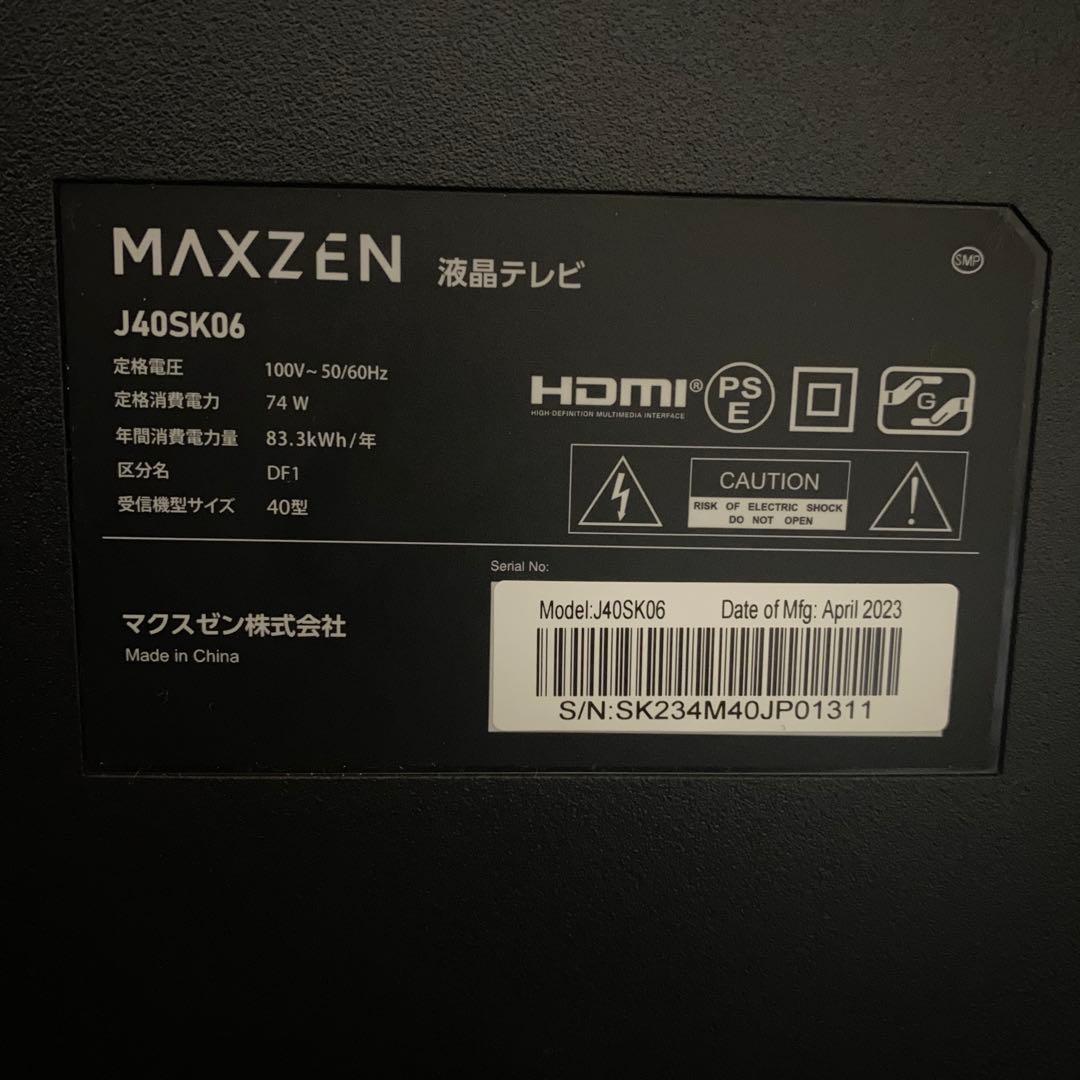 MAXZEN 液晶テレビ
SMP
J40SK06
定格電圧 100V~ 50/60Hz
定格消費電力 74 W
年間消費電力量 83.3kWh/年
区分名 DF1
受信機型サイズ 40型
HDMI®
HIGH-DEFINITION MULTIMEDIA INTERFACE
PS
E
G
CAUTION
RISK OF ELECTRIC SHOCK
DO NOT OPEN
Serial No:
Model:J40SK06 Date of Mfg: April 2023
S/N:SK234M40JP01311
マクスゼン株式会社
Made in China